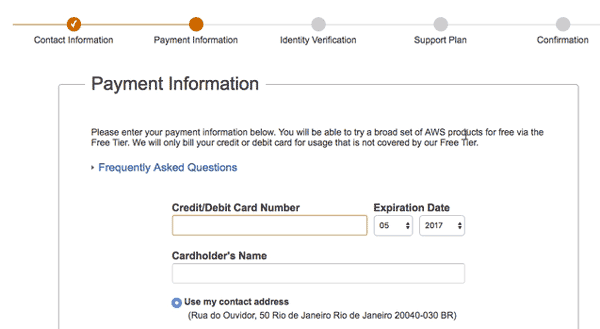 Contact Information Payment Information Identity Verification Support Plan Confirmation
Payment Information
Please enter your payment information below. You will be able to try a broad set of AWS products for free via the
Free Tier. We will only bill your credit or debit card for usage that is not covered by our Free Tier.
Frequently Asked Questions
Credit/Debit Card Number Expiration Date
05 2017
Cardholder's Name
Use my contact address
(Rua do Ouvidor, 50 Rio de Janeiro Rio de Janeiro 20040-030 BR)